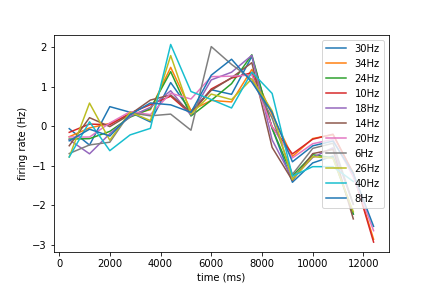 2
1
0
−1
−2
−3
0
2000
4000
6000
8000
10000
12000
firing rate (Hz)
time (ms)
30Hz
34Hz
24Hz
10Hz
18Hz
14Hz
20Hz
6Hz
26Hz
40Hz
8Hz